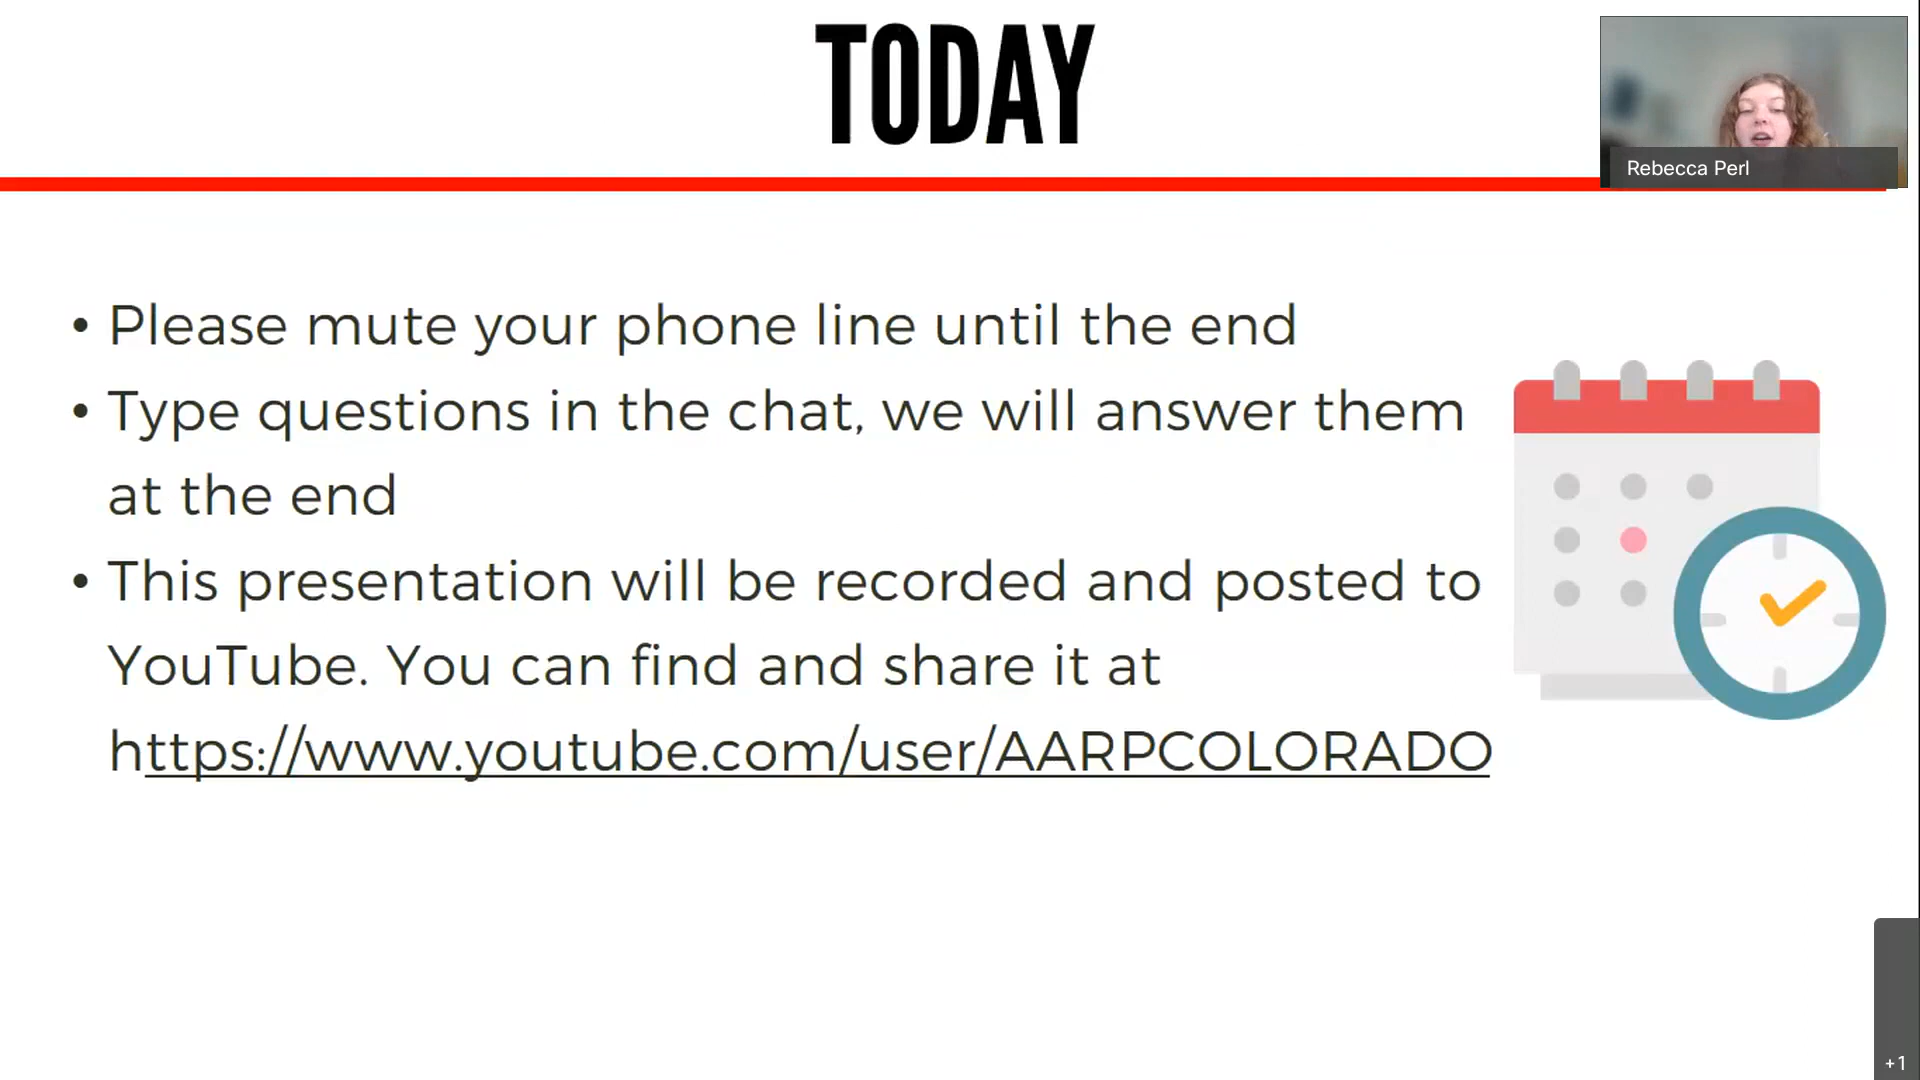 TODAY
Rebecca Perl
• Please mute your phone line until the end
• Type questions in the chat, we will answer them
at the end
• This presentation will be recorded and posted to
YouTube. You can find and share it at
https://www.youtube.com/user/AARPCOLORADO
+1